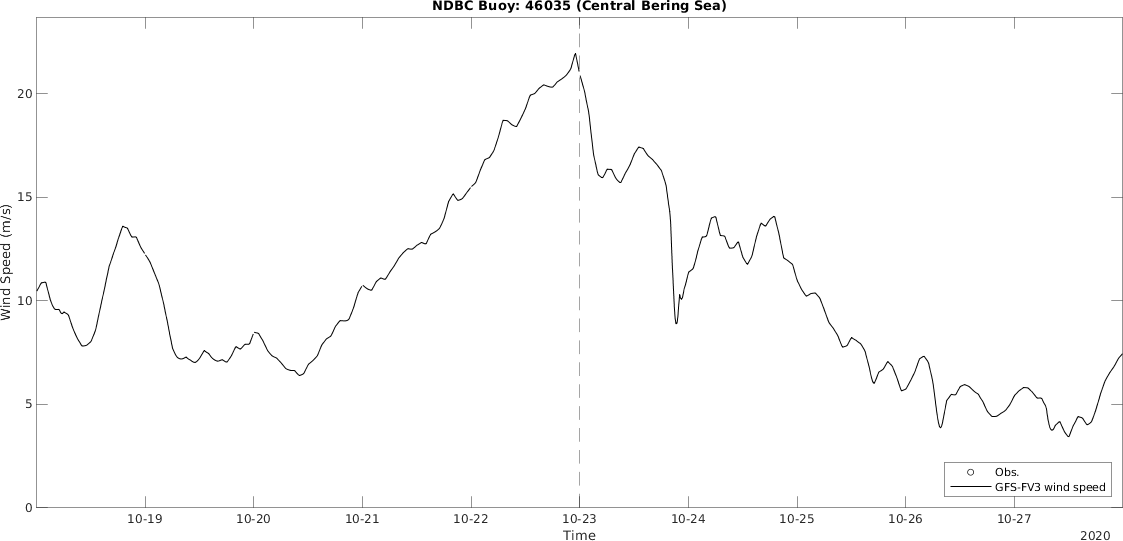 NDBC Buoy: 46035 (Central Bering Sea)
20
15
10
5
0
Wind Speed (m/s)
10-19 10-20 10-21 10-22 10-23 10-24 10-25 10-26 10-27
Time
2020
Obs.
GFS-FV3 wind speed